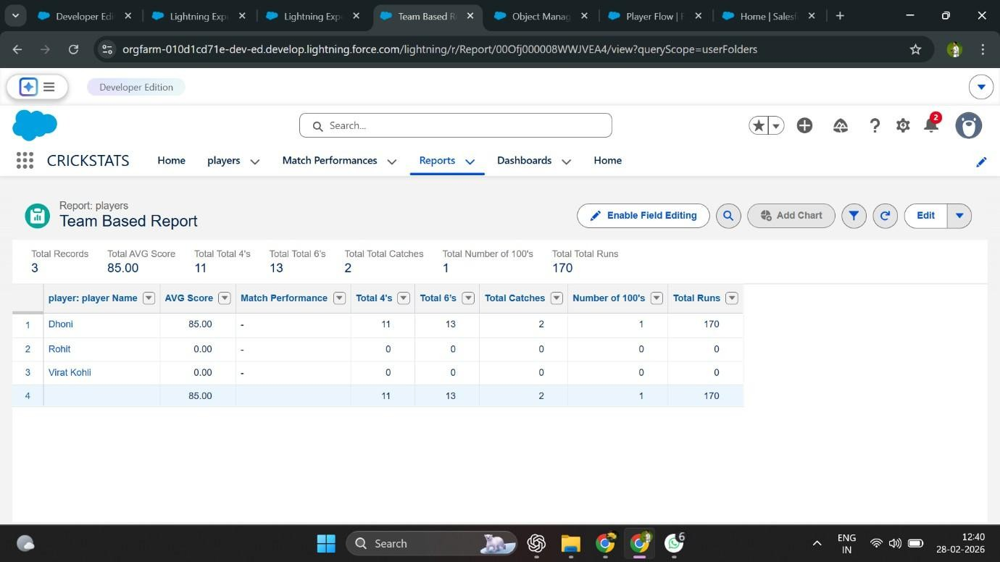 Developer Edi
Lightning Exp
Lightning Exp
Team Based R
Object Manag
Player Flow | F
Home | Salesf
orgfarm-010d1cd71e-dev-ed.develop.lightning.force.com/lightning/r/Report/00Ofj000008WWJVEA4/view?queryScope=userFolders
Developer Edition
Search...
2
CRICKSTATS
Home
players
Match Performances
Reports
Dashboards
Home
Report: players
Team Based Report
Enable Field Editing
Add Chart
Edit
Total Records Total AVG Score Total Total 4's Total Total 6's Total Total Catches Total Number of 100's Total Total Runs
3 85.00 11 13 2 1 170
player: player Name AVG Score Match Performance Total 4's Total 6's Total Catches Number of 100's Total Runs
1 Dhoni 85.00 - 11 13 2 1 170
2 Rohit 0.00 - 0 0 0 0 0
3 Virat Kohli 0.00 - 0 0 0 0 0
4 85.00 11 13 2 1 170
Search
6
ENG
IN
12:40
28-02-2026